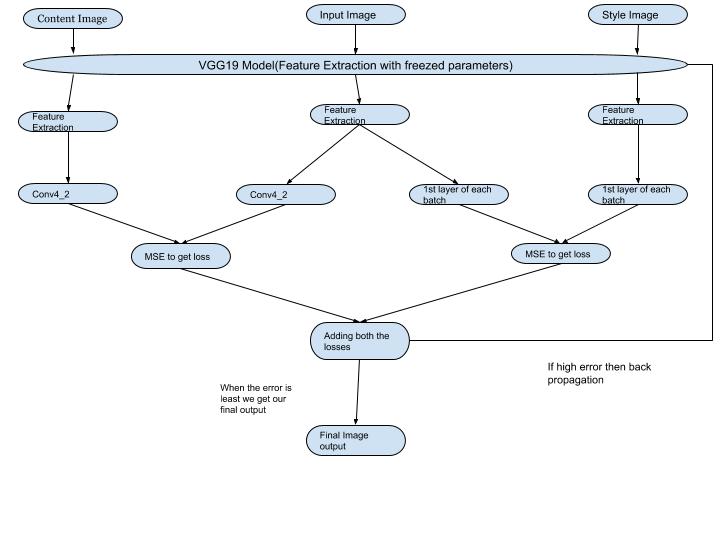 Content Image
Input Image
Style Image
VGG19 Model(Feature Extraction with freezed parameters)
Feature
Extraction
Feature
Extraction
Feature
Extraction
Conv4_2
Conv4_2
1st layer of each
batch
1st layer of each
batch
MSE to get loss
MSE to get loss
Adding both the
losses
If high error then back
propagation
When the error is
least we get our
final output
Final Image
output